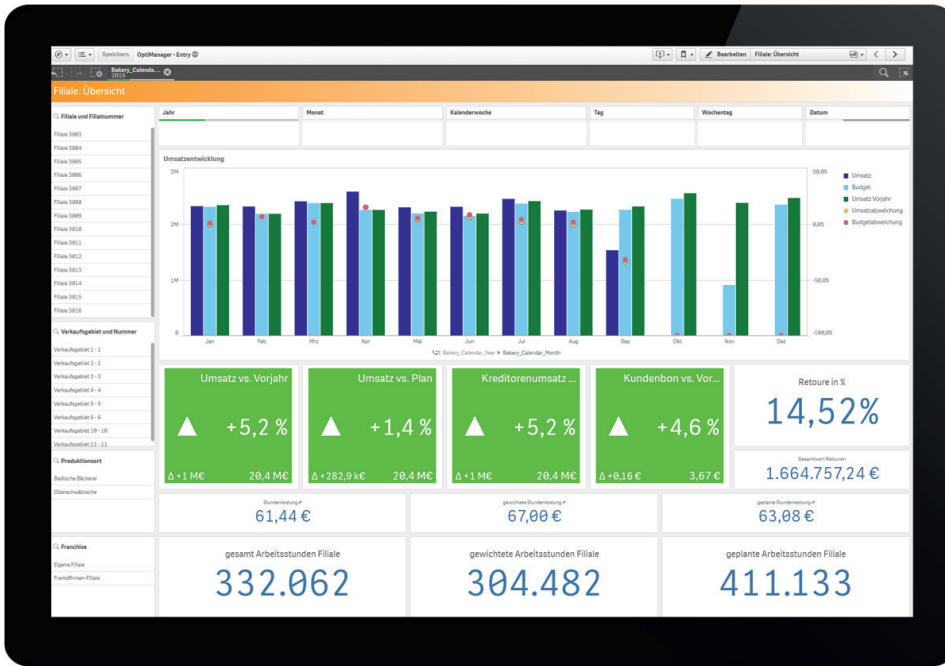 Speichern OptiManager - Entry
Bearbeiten Filiale: Übersicht
Bakery_Calenda...
2016
Filiale: Übersicht
Filiale und Filialnummer
Filiale 3003
Filiale 3004
Filiale 3005
Filiale 3006
Filiale 3007
Filiale 3008
Filiale 3009
Filiale 3010
Filiale 3011
Filiale 3012
Filiale 3013
Filiale 3014
Filiale 3015
Filiale 3016
Verkaufsgebiet und Nummer
Verkaufsgebiet 1 - 1
Verkaufsgebiet 2 - 2
Verkaufsgebiet 3 - 3
Verkaufsgebiet 4 - 4
Verkaufsgebiet 5 - 5
Verkaufsgebiet 6 - 6
Verkaufsgebiet 10 - 10
Verkaufsgebiet 11 - 11
Produktionsort
Badische Bäckerei
Oberschwäbische
Franchise
Eigene Filiale
Fremdfirmen-Filiale
Jahr Monat Kalenderwoche Tag Wochentag Datum
Umsatzentwicklung
3M
2M
1M
0
50,0%
0,0%
-50,0%
-100,0%
Umsatz
Budget
Umsatz Vorjahr
Umsatzabweichung
Budgetabweichung
Jan Feb Mrz Apr Mai Jun Jul Aug Sep Okt Nov Dez
Bakery_Calendar_Year Bakery_Calendar_Month
Umsatz vs. Vorjahr
+5,2 %
Δ +1 M€ 20,4 M€
Umsatz vs. Plan
+1,4 %
Δ +282,9 k€ 20,4 M€
Kreditorenumsatz ...
+5,2 %
Δ +1 M€ 20,4 M€
Kundenbon vs. Vor...
+4,6 %
Δ +0,16 € 3,67 €
Retoure in %
14,52%
Gesamtwert Retouren
1.664.757,24 €
Stundenleistung
61,44 €
gewichtete Stundenleistung
67,00 €
geplante Stundenleistung
63,08 €
gesamt Arbeitsstunden Filiale
332.062
gewichtete Arbeitsstunden Filiale
304.482
geplante Arbeitsstunden Filiale
411.133